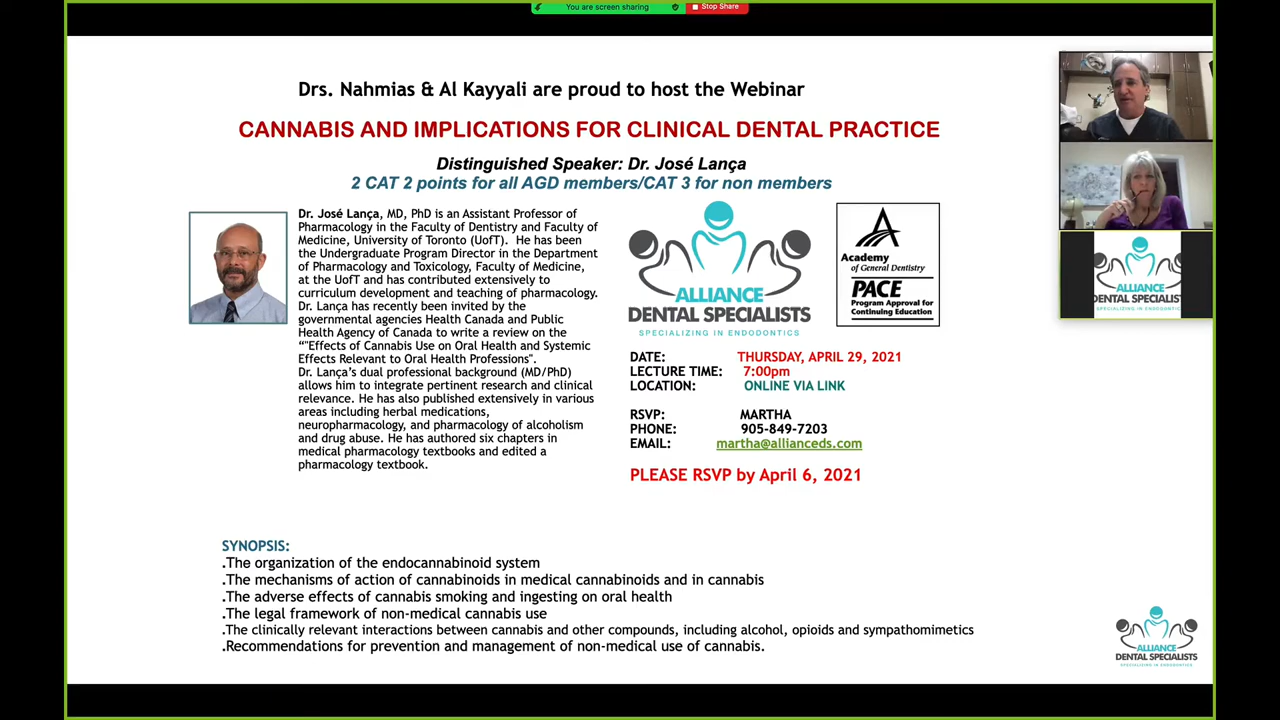 You are screen sharing
Stop Share
Drs. Nahmias & Al Kayyali are proud to host the Webinar
CANNABIS AND IMPLICATIONS FOR CLINICAL DENTAL PRACTICE
Distinguished Speaker: Dr. José Lança
2 CAT 2 points for all AGD members/CAT 3 for non members
Dr. José Lança, MD, PhD is an Assistant Professor of
Pharmacology in the Faculty of Dentistry and Faculty of
Medicine, University of Toronto (UofT). He has been
the Undergraduate Program Director in the Department
of Pharmacology and Toxicology, Faculty of Medicine,
at the UofT and has contributed extensively to
curriculum development and teaching of pharmacology.
Dr. Lança has recently been invited by the
governmental agencies Health Canada and Public
Health Agency of Canada to write a review on the
“"Effects of Cannabis Use on Oral Health and Systemic
Effects Relevant to Oral Health Professions".
Dr. Lança’s dual professional background (MD/PhD)
allows him to integrate pertinent research and clinical
relevance. He has also published extensively in various
areas including herbal medications,
neuropharmacology, and pharmacology of alcoholism
and drug abuse. He has authored six chapters in
medical pharmacology textbooks and edited a
pharmacology textbook.
ALLIANCE
DENTAL SPECIALISTS
SPECIALIZING IN ENDODONTICS
Academy
of General Dentistry
PACE
Program Approval for
Continuing Education
DATE: THURSDAY, APRIL 29, 2021
LECTURE TIME: 7:00pm
LOCATION: ONLINE VIA LINK
RSVP: MARTHA
PHONE: 905-849-7203
EMAIL: martha@allianceds.com
PLEASE RSVP by April 6, 2021
ALLIANCE
DENTAL SPECIALIST
SYNOPSIS:
.The organization of the endocannabinoid system
.The mechanisms of action of cannabinoids in medical cannabinoids and in cannabis
.The adverse effects of cannabis smoking and ingesting on oral health
.The legal framework of non-medical cannabis use
.The clinically relevant interactions between cannabis and other compounds, including alcohol, opioids and sympathomimetics
.Recommendations for prevention and management of non-medical use of cannabis.
ALLIANCE
DENTAL SPECIALISTS
SPECIALIZING IN ENDODONTICS